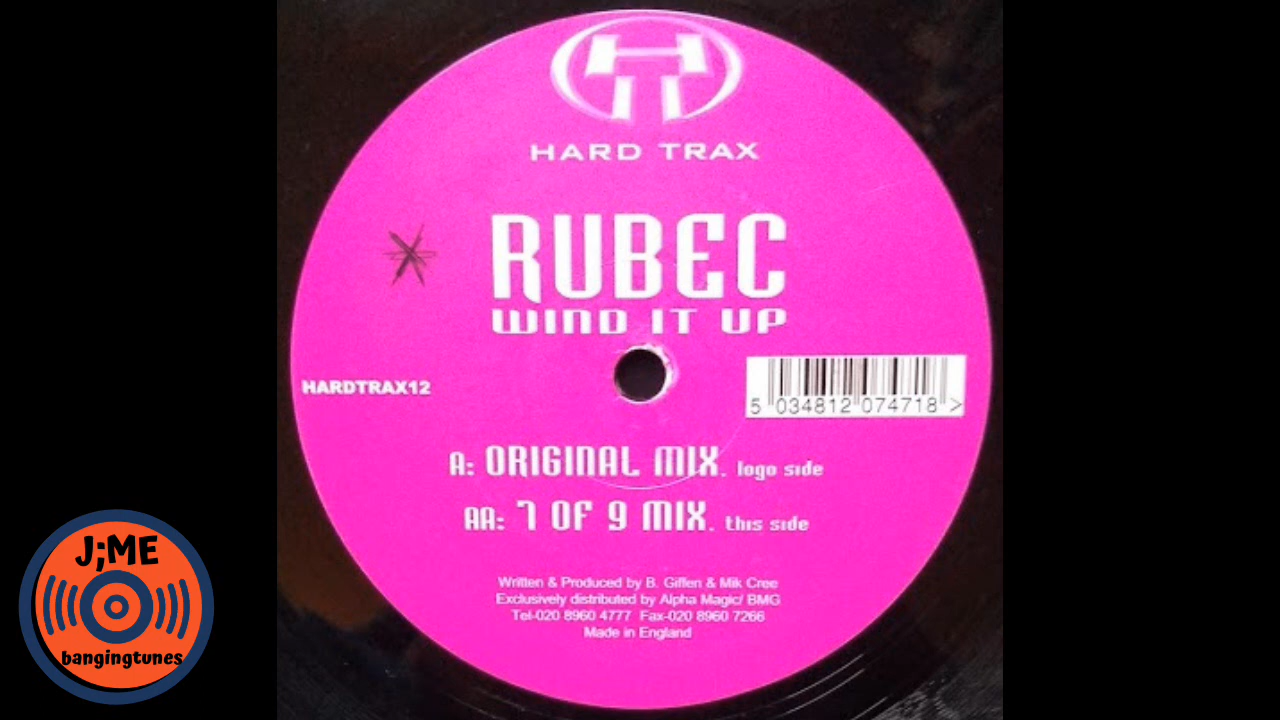 HARD TRAX
RUBEC
WIND IT UP
HARDTRAX12
5 034812 074718 >
A: ORIGINAL MIX. logo side
AA: 7 OF 9 MIX. this side
Written & Produced by B. Giffen & Mik Cree
Exclusively distributed by Alpha Magic/ BMG
Tel-020 8960 4777 Fax-020 8960 7266
Made in England
J;ME
bangingtunes